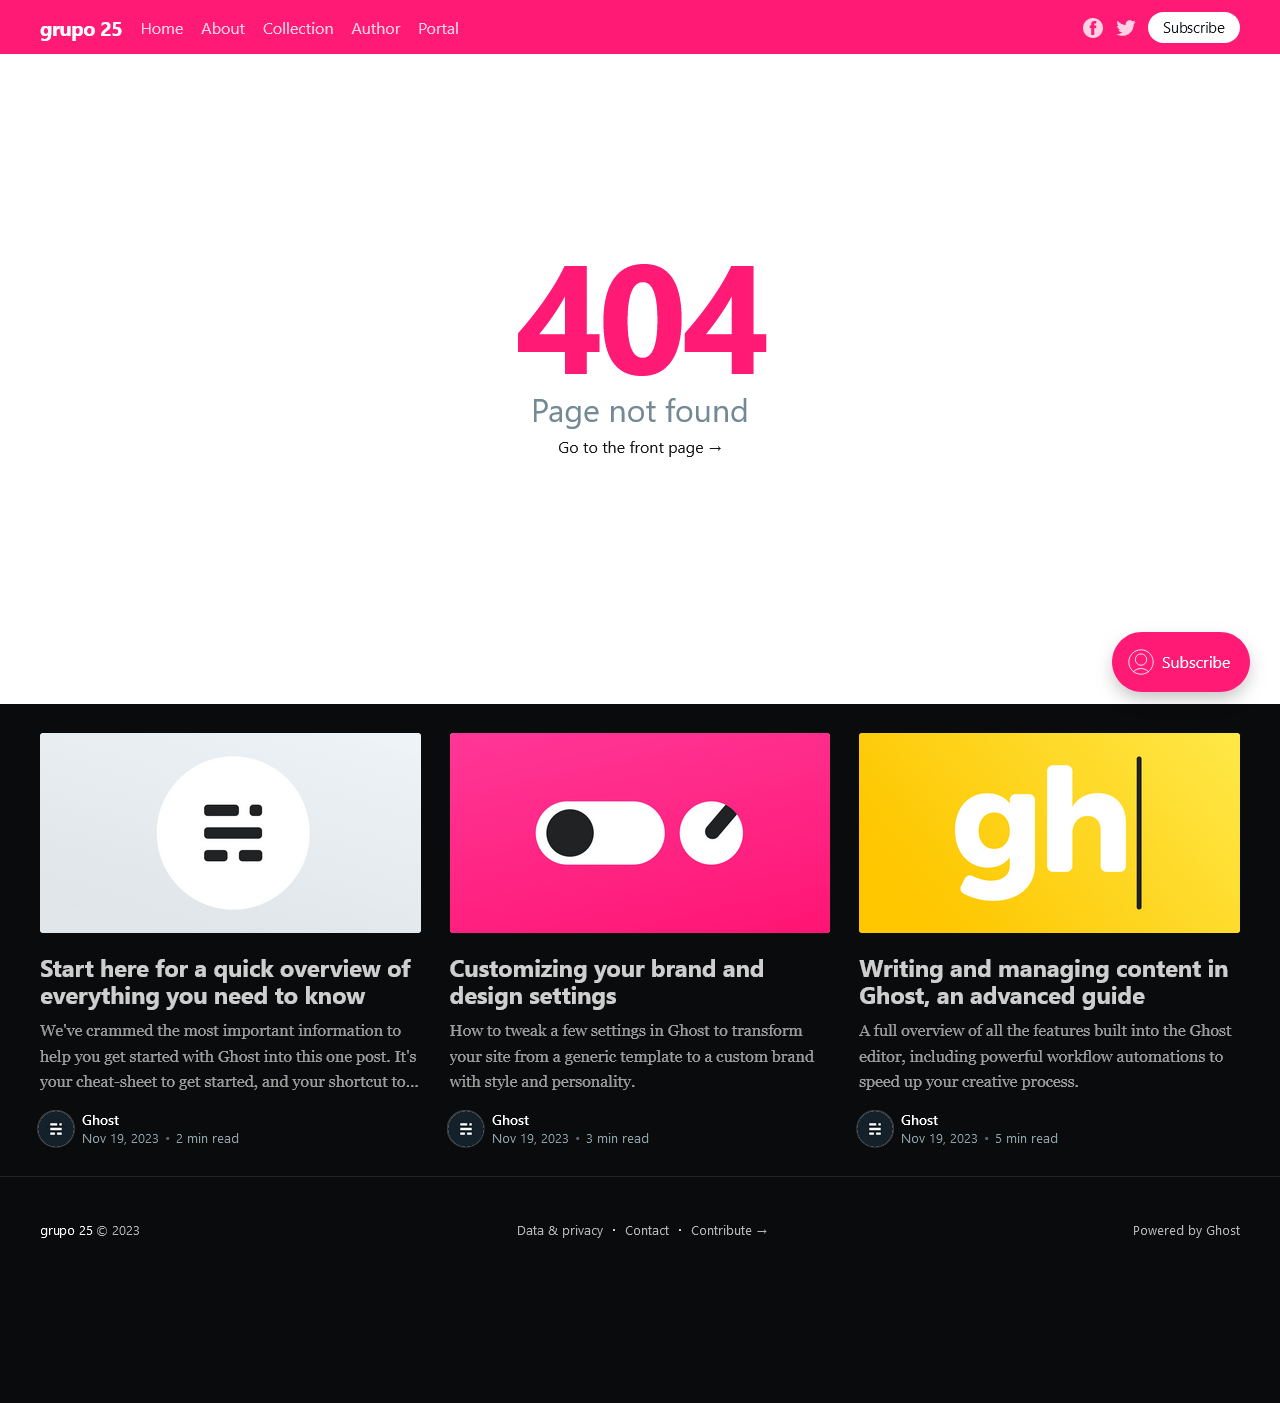 grupo 25 Home About Collection Author Portal Subscribe
404
Page not found
Go to the front page →
Subscribe
gh
Start here for a quick overview of
everything you need to know
We've crammed the most important information to
help you get started with Ghost into this one post. It's
your cheat-sheet to get started, and your shortcut to...
Ghost
Nov 19, 2023 • 2 min read
Customizing your brand and
design settings
How to tweak a few settings in Ghost to transform
your site from a generic template to a custom brand
with style and personality.
Ghost
Nov 19, 2023 • 3 min read
Writing and managing content in
Ghost, an advanced guide
A full overview of all the features built into the Ghost
editor, including powerful workflow automations to
speed up your creative process.
Ghost
Nov 19, 2023 • 5 min read
grupo 25 © 2023 Data & privacy • Contact • Contribute → Powered by Ghost